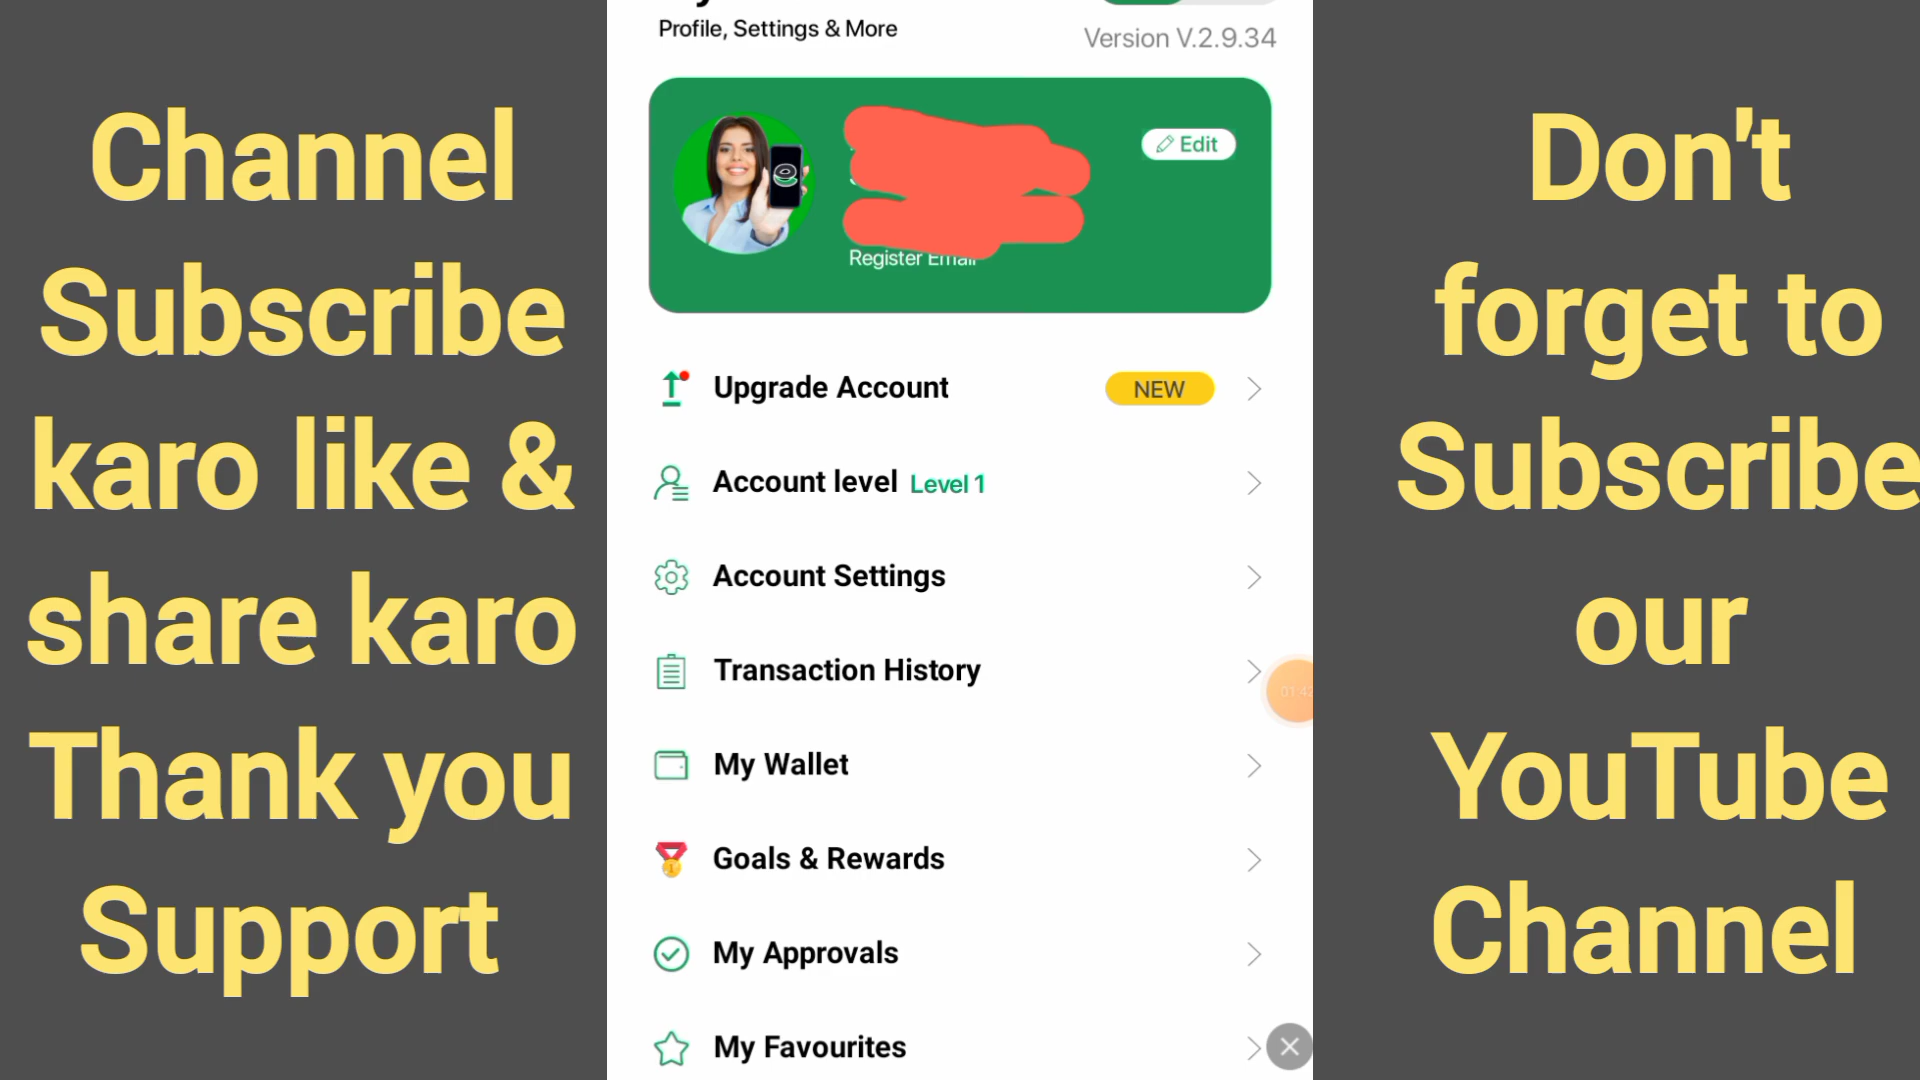 Channel
Subscribe
karo like &
share karo
Thank you
Support
Profile, Settings & More
Version V.2.9.34
Edit
Register Email
Upgrade Account NEW
Account level Level 1
Account Settings
Transaction History
My Wallet
Goals & Rewards
My Approvals
My Favourites
Don't
forget to
Subscribe
our
YouTube
Channel